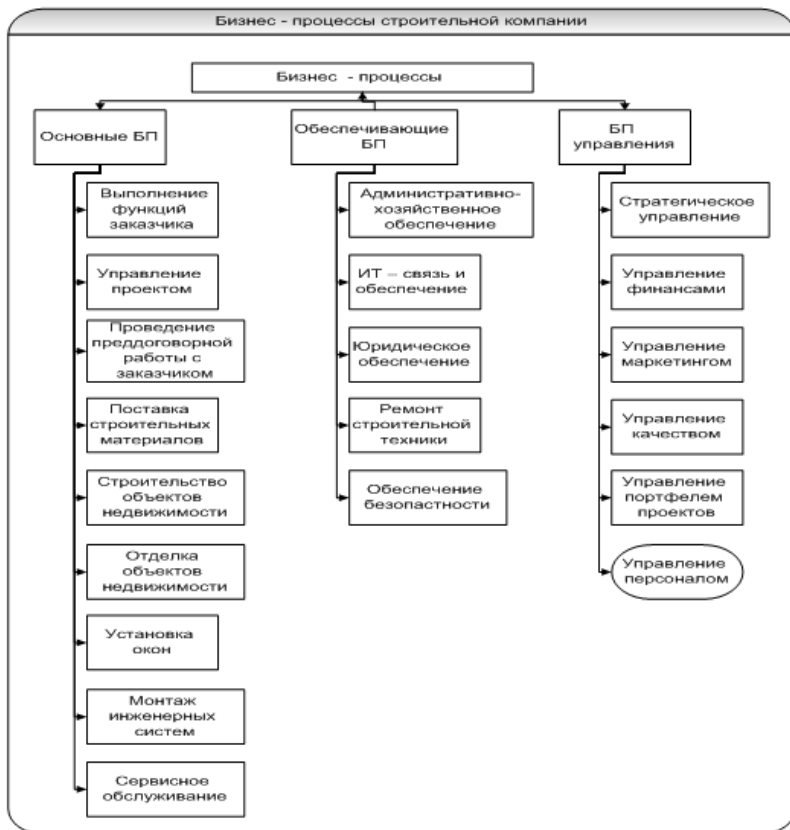 Бизнес - процессы строительной компании
Бизнес - процессы
Основные БП
Обеспечивающие
БП
БП
управления
Выполнение
функций
заказчика
Управление
проектом
Проведение
преддоговорной
работы с
заказчиком
Поставка
строительных
материалов
Строительство
объектов
недвижимости
Отделка
объектов
недвижимости
Установка
окон
Монтаж
инженерных
систем
Сервисное
обслуживание
Административно-
хозяйственное
обеспечение
ИТ – связь и
обеспечение
Юридическое
обеспечение
Ремонт
строительной
техники
Обеспечение
безопастности
Стратегическое
управление
Управление
финансами
Управление
маркетингом
Управление
качеством
Управление
портфелем
проектов
Управление
персоналом